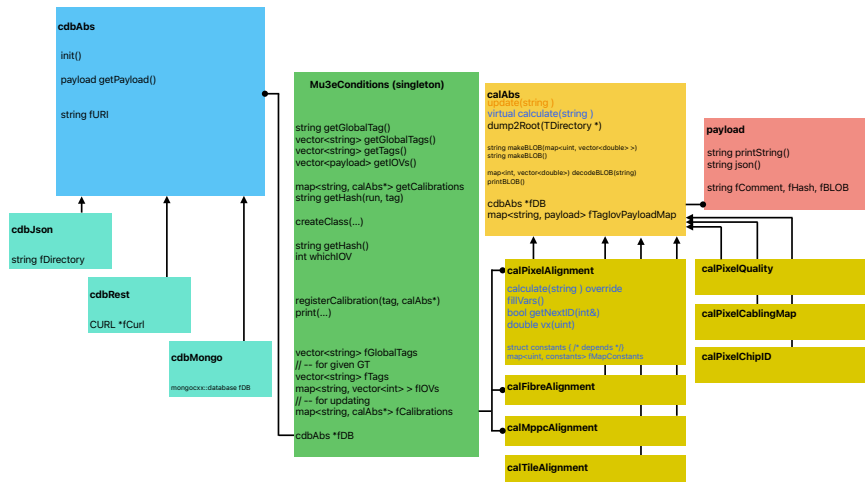 cdbAbs
init()
payload getPayload()
string fURI
cdbJson
string fDirectory
cdbRest
CURL *fCurl
cdbMongo
mongocxx::database fDB
Mu3eConditions (singleton)
string getGlobalTag()
vector<string> getGlobalTags()
vector<string> getTags()
vector<payload> getIOVs()
map<string, calAbs*> getCalibrations
string getHash(run, tag)
createClass(...)
string getHash()
int whichIOV
registerCalibration(tag, calAbs*)
print(...)
vector<string> fGlobalTags
// -- for given GT
vector<string> fTags
map<string, vector<int> > fIOVs
// -- for updating
map<string, calAbs*> fCalibrations
cdbAbs *fDB
calAbs
update(string )
virtual calculate(string )
dump2Root(TDirectory *)
string makeBLOB(map<uint, vector<double> >)
string makeBLOB()
map<int, vector<double>) decodeBLOB(string)
printBLOB()
cdbAbs *fDB
map<string, payload> fTagIovPayloadMap
payload
string printString()
string json()
string fComment, fHash, fBLOB
calPixelAlignment
calculate(string ) override
fillVars()
bool getNextID(int&)
double vx(uint)
struct constants { /* depends */}
map<uint, constants> fMapConstants
calFibreAlignment
calMppcAlignment
calTileAlignment
calPixelQuality
calPixelCablingMap
calPixelChipID